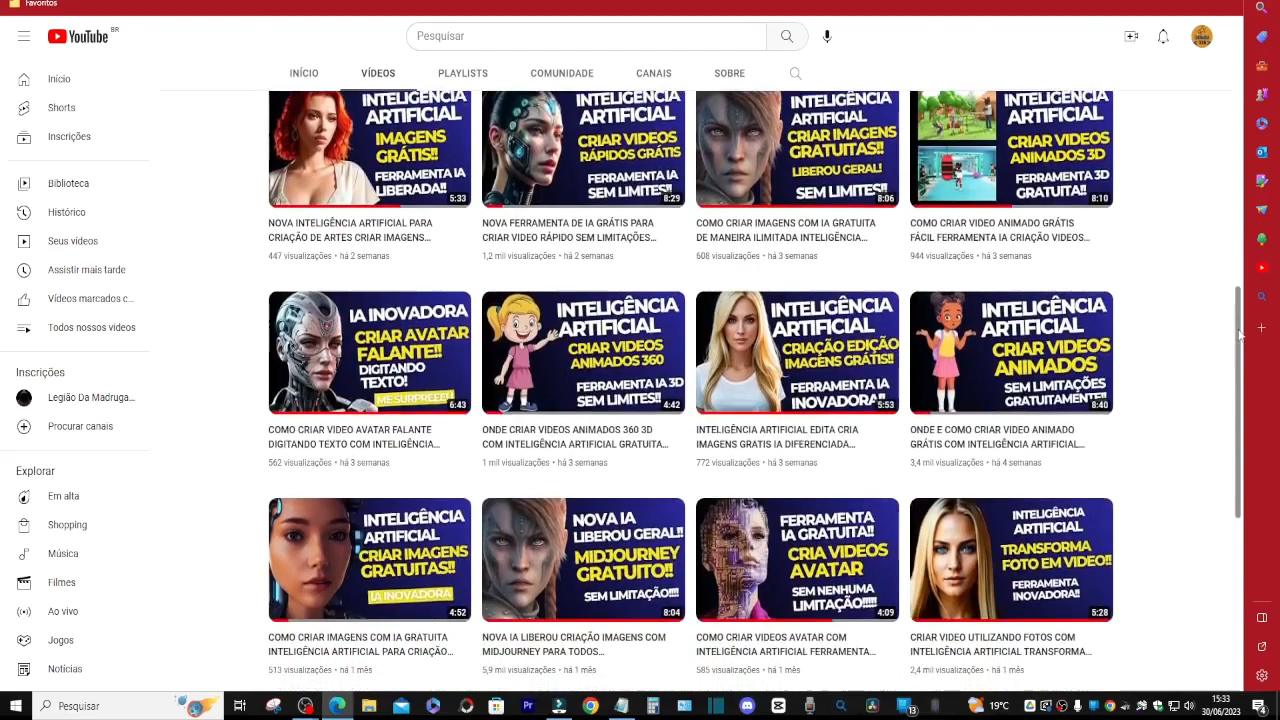 Favoritos
YouTube BR
Pesquisar
Início
Shorts
Inscrições
Biblioteca
Histórico
Seus vídeos
Assistir mais tarde
Vídeos marcados c...
Todos nossos videos
Inscrições
Legião Da Madruga...
Procurar canais
Explorar
Em alta
Shopping
Música
Filmes
Ao vivo
Jogos
Notícias
INÍCIO
VÍDEOS
PLAYLISTS
COMUNIDADE
CANAIS
SOBRE
INTELIGÊNCIA
ARTIFICIAL
IMAGENS
GRÁTIS!!
FERRAMENTA IA
LIBERADA!!
5:33
NOVA INTELIGÊNCIA ARTIFICIAL PARA
CRIAÇÃO DE ARTES CRIAR IMAGENS...
447 visualizações • há 2 semanas
INTELIGÊNCIA
ARTIFICIAL
CRIAR VIDEOS
RÁPIDOS GRÁTIS
FERRAMENTA IA
SEM LIMITES!!
8:29
NOVA FERRAMENTA DE IA GRÁTIS PARA
CRIAR VIDEO RÁPIDO SEM LIMITAÇÕES...
1,2 mil visualizações • há 2 semanas
INTELIGÊNCIA
ARTIFICIAL
CRIAR IMAGENS
GRATUITAS!!
LIBEROU GERAL!
SEM LIMITES!!
8:06
COMO CRIAR IMAGENS COM IA GRATUITA
DE MANEIRA ILIMITADA INTELIGÊNCIA...
608 visualizações • há 3 semanas
INTELIGÊNCIA
ARTIFICIAL
CRIAR VIDEOS
ANIMADOS 3D
FERRAMENTA 3D
GRATUITA!!
8:10
COMO CRIAR VIDEO ANIMADO GRÁTIS
FÁCIL FERRAMENTA IA CRIAÇÃO VIDEOS...
944 visualizações • há 3 semanas
IA INOVADORA
CRIAR AVATAR
FALANTE!!
DIGITANDO
TEXTO!
ME SURPREEI!
6:43
COMO CRIAR VIDEO AVATAR FALANTE
DIGITANDO TEXTO COM INTELIGÊNCIA...
562 visualizações • há 3 semanas
INTELIGÊNCIA
ARTIFICIAL
CRIAR VIDEOS
ANIMADOS 360
FERRAMENTA IA 3D
SEM LIMITES!!
4:42
ONDE CRIAR VIDEOS ANIMADOS 360 3D
COM INTELIGÊNCIA ARTIFICIAL GRATUITA...
1 mil visualizações • há 3 semanas
INTELIGÊNCIA
ARTIFICIAL
CRIAÇÃO EDIÇÃO
IMAGENS GRÁTIS!!
FERRAMENTA IA
INOVADORA!!
5:53
INTELIGÊNCIA ARTIFICIAL EDITA CRIA
IMAGENS GRATIS IA DIFERENCIADA...
772 visualizações • há 3 semanas
INTELIGÊNCIA
ARTIFICIAL
CRIAR VIDEOS
ANIMADOS
SEM LIMITAÇÕES
GRATUITAMENTE!!
8:40
ONDE E COMO CRIAR VIDEO ANIMADO
GRÁTIS COM INTELIGÊNCIA ARTIFICIAL...
3,4 mil visualizações • há 4 semanas
INTELIGÊNCIA
ARTIFICIAL
CRIAR IMAGENS
GRATUITAS!!
IA INOVADORA
4:52
COMO CRIAR IMAGENS COM IA GRATUITA
INTELIGÊNCIA ARTIFICIAL PARA CRIAÇÃO...
513 visualizações • há 1 mês
NOVA IA
LIBEROU GERAL!!
MIDJOURNEY
GRATUITO!!
SEM LIMITAÇÃO!!!!
8:04
NOVA IA LIBEROU CRIAÇÃO IMAGENS COM
MIDJOURNEY PARA TODOS...
5,9 mil visualizações • há 1 mês
FERRAMENTA
IA GRATUITA!!
CRIA VIDEOS
AVATAR
SEM NENHUMA
LIMITAÇÃO!!!!!
4:09
COMO CRIAR VIDEOS AVATAR COM
INTELIGÊNCIA ARTIFICIAL FERRAMENTA...
585 visualizações • há 1 mês
INTELIGÊNCIA
ARTIFICIAL
TRANSFORMA
FOTO EM VIDEO!!
FERRAMENTA
INOVADORA!!
5:28
CRIAR VIDEO UTILIZANDO FOTOS COM
INTELIGÊNCIA ARTIFICIAL TRANSFORMA...
2,4 mil visualizações • há 1 mês
Pesquisar
13
19°C
15:33
30/06/2023
4